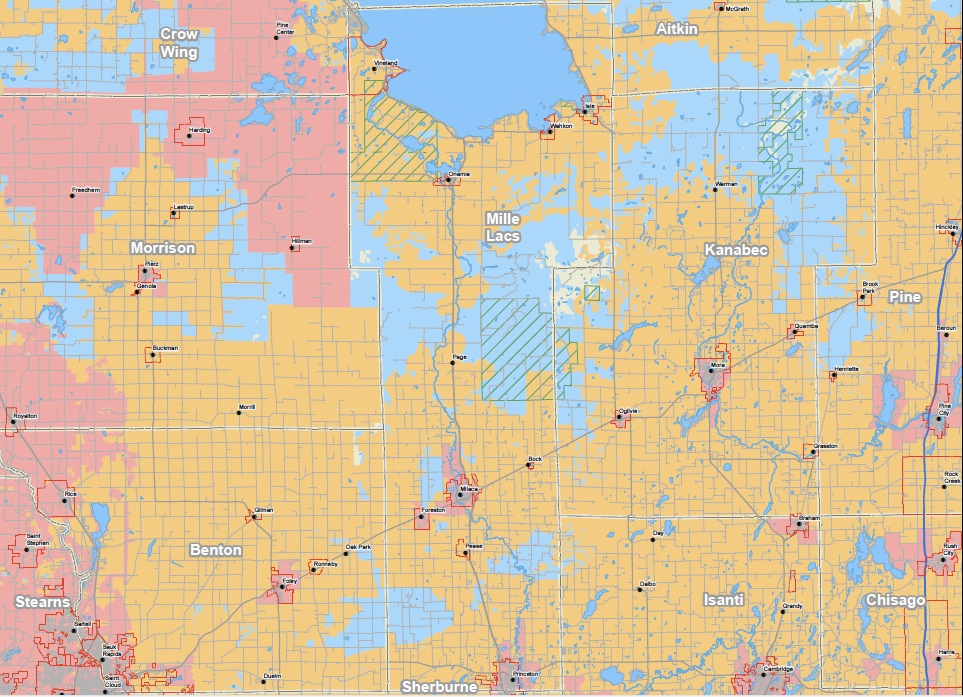 Crow
Wing
Pine
Center
McGrath
Aitkin
Vineland
Isle
Wahkon
Harding
Onamia
Freedhem
Lastrup
Warman
Mille
Lacs
Hinckley
Morrison
Hillman
Kanabec
Pierz
Genola
Brook
Park
Pine
Quamba
Beroun
Buckman
Page
Mora
Henriette
Royalton
Morrill
Ogilvie
Pine
City
Grasston
Bock
Rice
Milaca
Rock
Creek
Gilman
Foreston
Braham
Saint
Stephen
Benton
Oak Park
Pease
Day
Rush
City
Ronneby
Foley
Dalbo
Stearns
Isanti
Grandy
Chisago
Sartell
Sauk
Rapids
Saint
Cloud
Duelm
Sherburne
Princeton
Cambridge
Harris